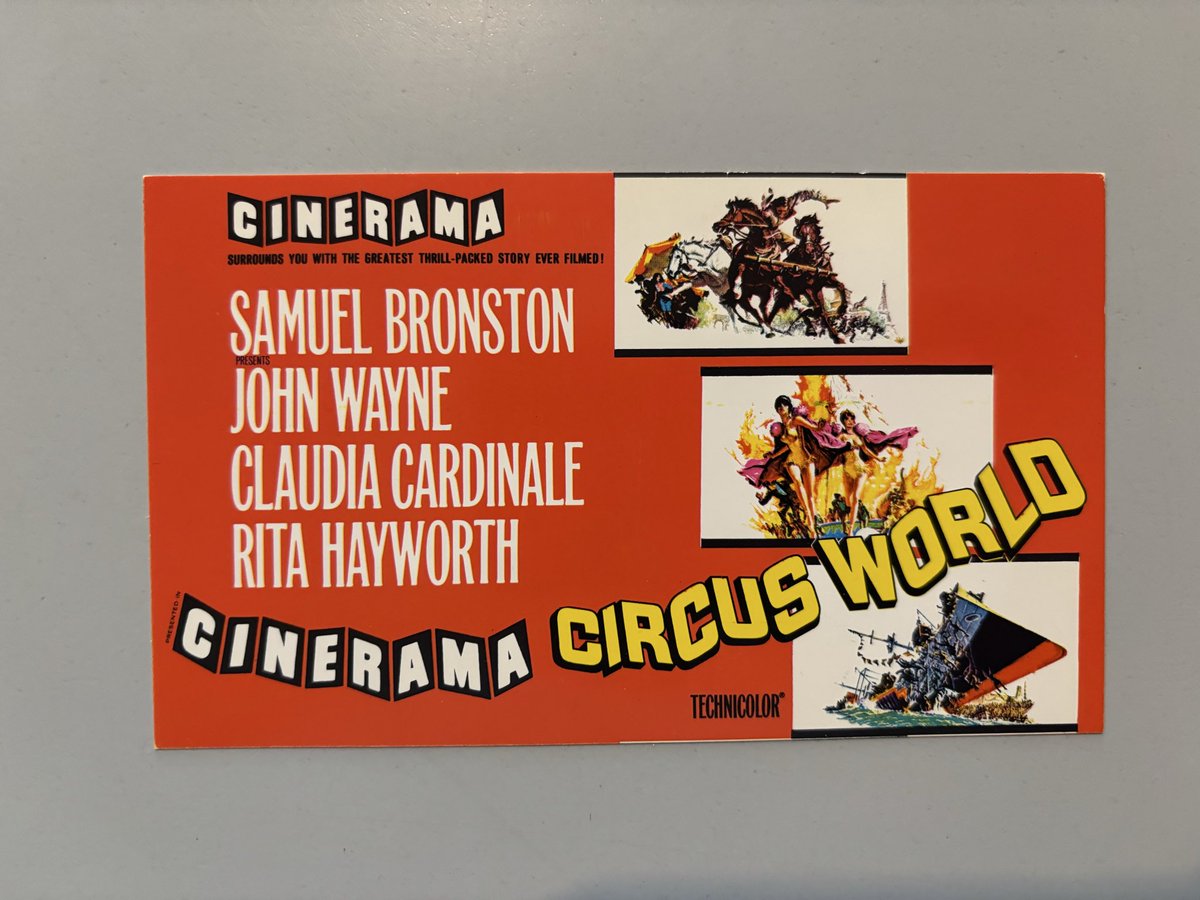 CINERAMA
SURROUNDS YOU WITH THE GREATEST THRILL-PACKED STORY EVER FILMED!
SAMUEL BRONSTON
PRESENTS
JOHN WAYNE
CLAUDIA CARDINALE
RITA HAYWORTH
PRESENTED IN
CINERAMA
CIRCUS WORLD
TECHNICOLOR®